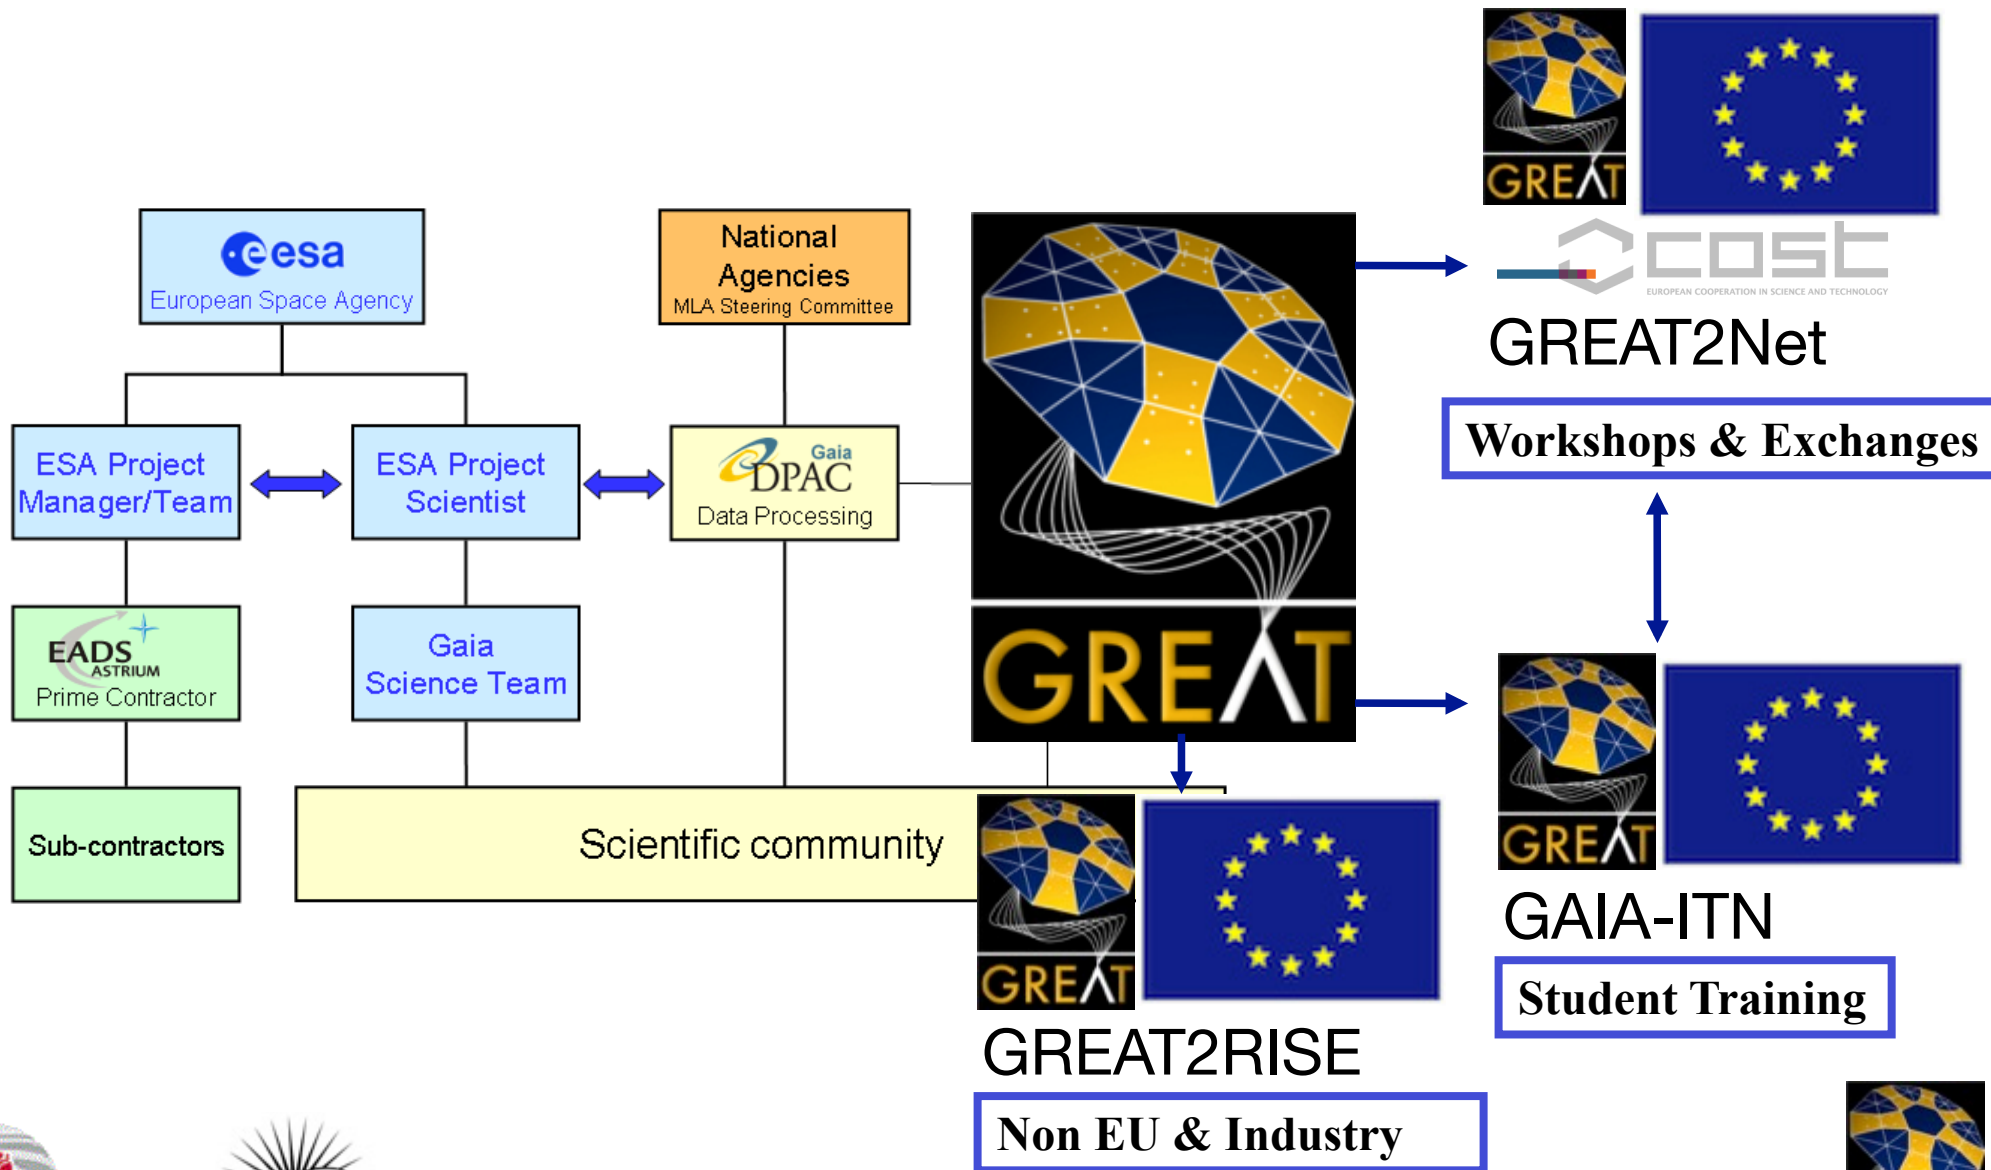 esa
European Space Agency
National
Agencies
MLA Steering Committee
ESA Project
Manager/Team
ESA Project
Scientist
Gaia
DPAC
Data Processing
EADS
ASTRIUM
Prime Contractor
Gaia
Science Team
Sub-contractors
Scientific community
GREAT
GREAT
cost
EUROPEAN COOPERATION IN SCIENCE AND TECHNOLOGY
GREAT2Net
Workshops & Exchanges
GREAT
GAIA-ITN
Student Training
GREAT
GREAT2RISE
Non EU & Industry